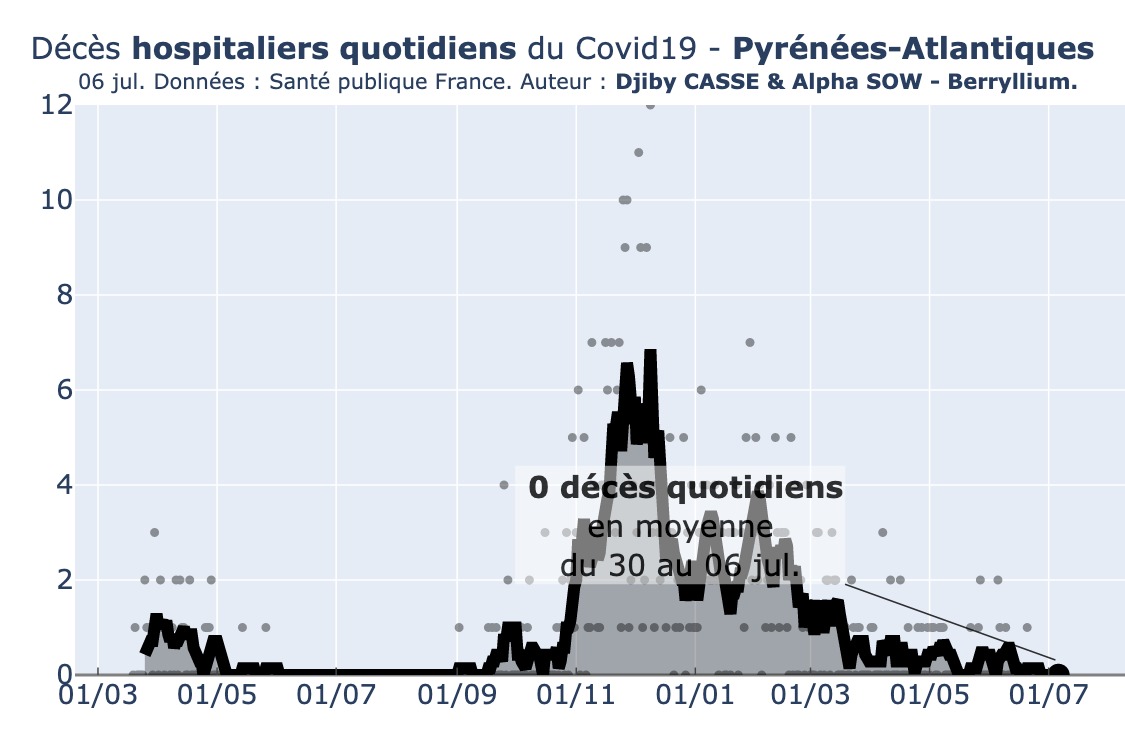 Décès hospitaliers quotidiens du Covid19 - Pyrénées-Atlantiques
06 jul. Données : Santé publique France. Auteur : Djiby CASSE & Alpha SOW - Berryllium.
12
10
8
6
4
2
0
0 décès quotidiens
en moyenne
du 30 au 06 jul.
01/03 01/05 01/07 01/09 01/11 01/01 01/03 01/05 01/07